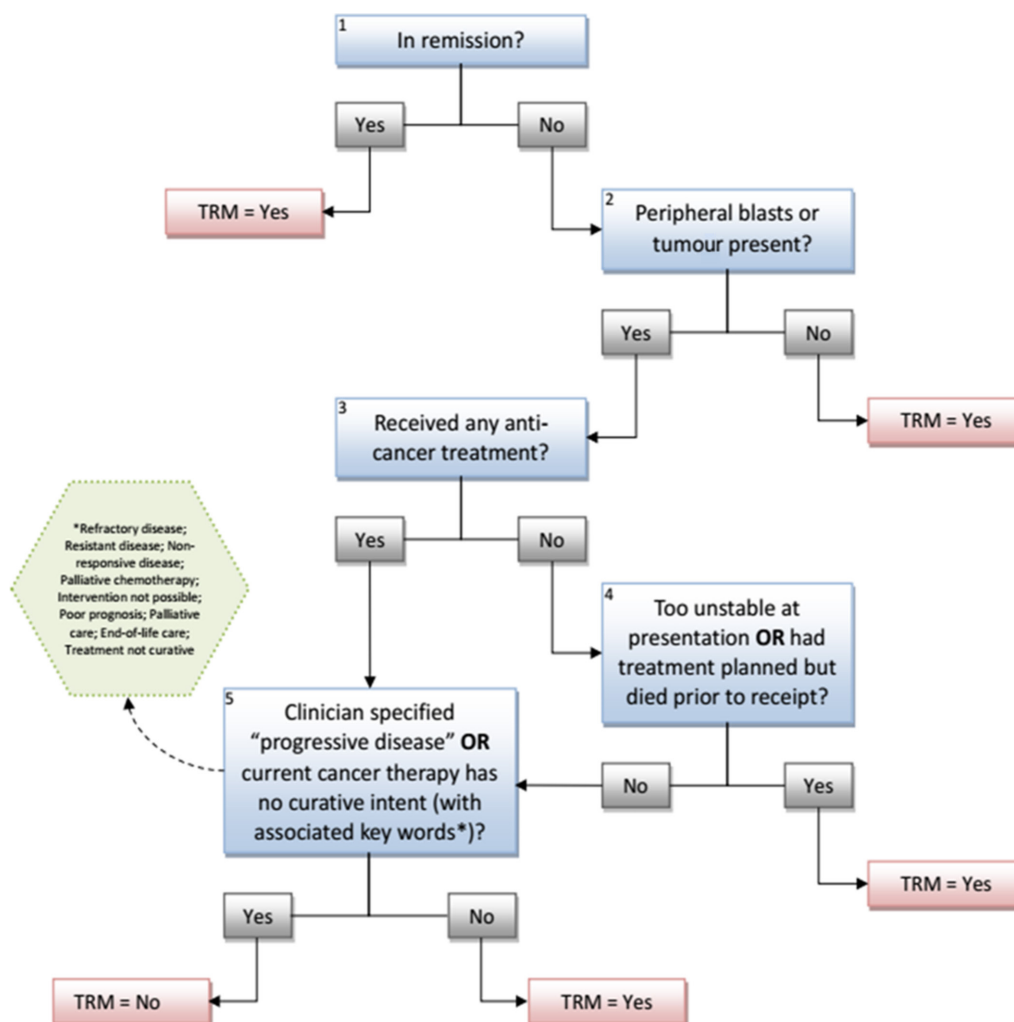 1
In remission?
Yes
No
TRM = Yes
2
Peripheral blasts or
tumour present?
Yes
No
TRM = Yes
3
Received any anti-
cancer treatment?
Yes
No
*Refractory disease;
Resistant disease; Non-
responsive disease;
Palliative chemotherapy;
Intervention not possible;
Poor prognosis; Palliative
care; End-of-life care;
Treatment not curative
4
Too unstable at
presentation OR had
treatment planned but
died prior to receipt?
5
Clinician specified
“progressive disease” OR
current cancer therapy has
no curative intent (with
associated key words*)?
No
Yes
TRM = Yes
Yes
No
TRM = No
TRM = Yes